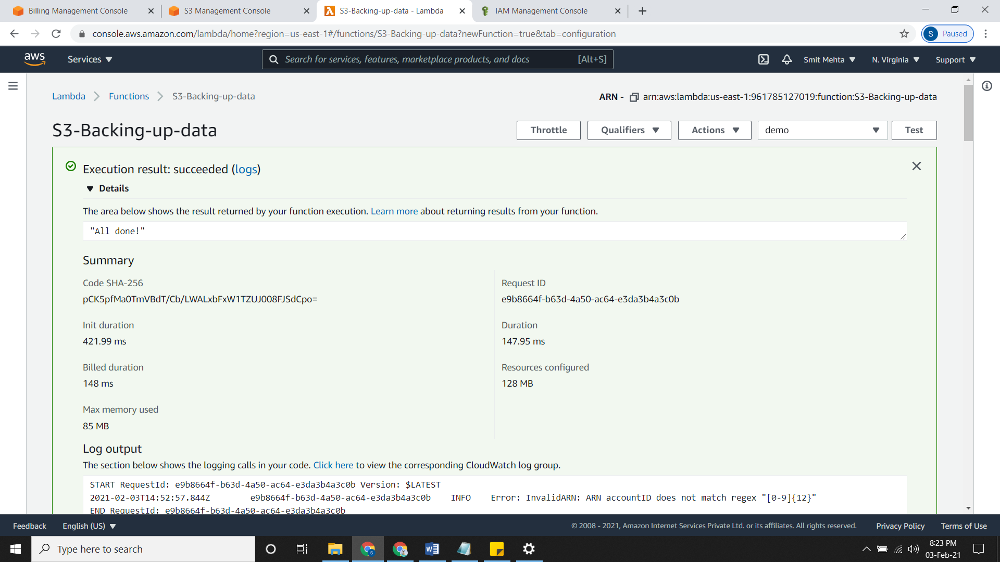 Billing Management Console
S3 Management Console
S3-Backing-up-data - Lambda
IAM Management Console
console.aws.amazon.com/lambda/home?region=us-east-1#/functions/S3-Backing-up-data?newFunction=true&tab=configuration
S
Paused
aws
Services
Search for services, features, marketplace products, and docs
[Alt+S]
Smit Mehta
N. Virginia
Support
Lambda
Functions
S3-Backing-up-data
ARN - arn:aws:lambda:us-east-1:961785127019:function:S3-Backing-up-data
S3-Backing-up-data
Throttle
Qualifiers
Actions
demo
Test
Execution result: succeeded (logs)
Details
The area below shows the result returned by your function execution. Learn more about returning results from your function.
"All done!"
Summary
Code SHA-256
pCK5pfMa0TmVBdT/Cb/LWALxbFxW1TZUJ008FJSdCpo=
Request ID
e9b8664f-b63d-4a50-ac64-e3da3b4a3c0b
Init duration
421.99 ms
Duration
147.95 ms
Billed duration
148 ms
Resources configured
128 MB
Max memory used
85 MB
Log output
The section below shows the logging calls in your code. Click here to view the corresponding CloudWatch log group.
START RequestId: e9b8664f-b63d-4a50-ac64-e3da3b4a3c0b Version: $LATEST
2021-02-03T14:52:57.844Z e9b8664f-b63d-4a50-ac64-e3da3b4a3c0b INFO Error: InvalidARN: ARN accountID does not match regex "[0-9]{12}"
END RequestId: e9b8664f-b63d-4a50-ac64-e3da3b4a3c0b
Feedback
English (US)
© 2008 - 2021, Amazon Internet Services Private Ltd. or its affiliates. All rights reserved.
Privacy Policy
Terms of Use
Type here to search
8:23 PM
03-Feb-21